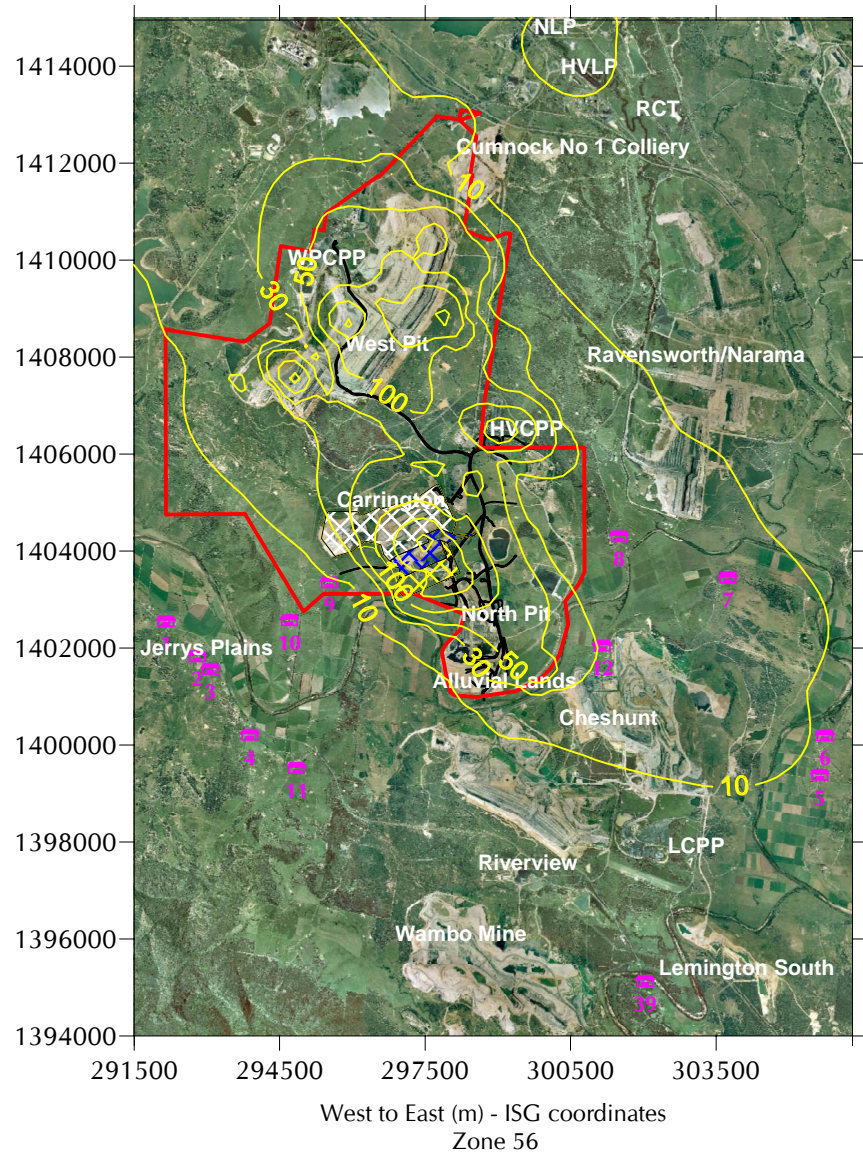 NLP
1414000
HVLP
RCT
Cumnock No 1 Colliery
1412000
10
1410000
WPCPP
50
30
1408000
West Pit
Ravensworth/Narama
100
HVCPP
1406000
Carrington
1404000
8
100
7
9
10
North Pit
1402000
1
10
Jerrys Plains
2
3
30
50
12
Alluvial Lands
Cheshunt
1400000
4
6
11
10
5
1398000
Riverview
LCPP
1396000
Wambo Mine
Lemington South
39
1394000
291500 294500 297500 300500 303500
West to East (m) - ISG coordinates
Zone 56